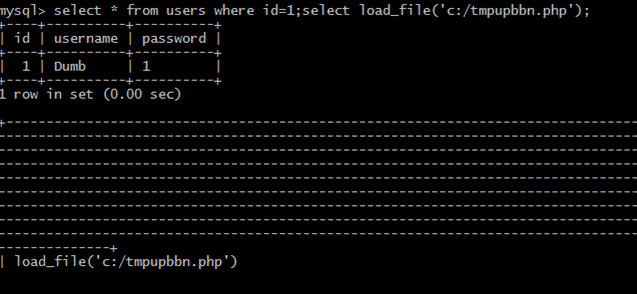 mysql> select * from users where id=1;select load_file('c:/tmpupbbn.php');
+----+----------+----------+
| id | username | password |
+----+----------+----------+
|  1 | Dumb     | 1        |
+----+----------+----------+
1 row in set (0.00 sec)
+-------------------------------------------------------------------------------
--------------------------------------------------------------------------------
--------------------------------------------------------------------------------
--------------------------------------------------------------------------------
--------------------------------------------------------------------------------
--------------------------------------------------------------------------------
--------------------------------------------------------------------------------
--------------+
| load_file('c:/tmpupbbn.php')